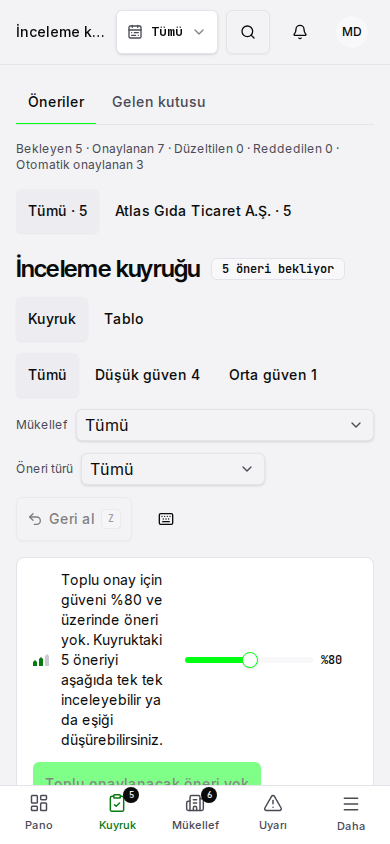 İnceleme k... Tümü MD
Öneriler Gelen kutusu
Bekleyen 5 · Onaylanan 7 · Düzeltilen 0 · Reddedilen 0 ·
Otomatik onaylanan 3
Tümü · 5 Atlas Gıda Ticaret A.Ş. · 5
İnceleme kuyruğu 5 öneri bekliyor
Kuyruk Tablo
Tümü Düşük güven 4 Orta güven 1
Mükellef Tümü
Öneri türü Tümü
Geri al Z
Toplu onay için
güveni %80 ve
üzerinde öneri
yok. Kuyruktaki
5 öneriyi
aşağıda tek tek
inceleyebilir ya
da eşiği
düşürebilirsiniz.
%80
Toplu onaylanacak öneri yok
5 6
Pano Kuyruk Mükellef Uyarı Daha